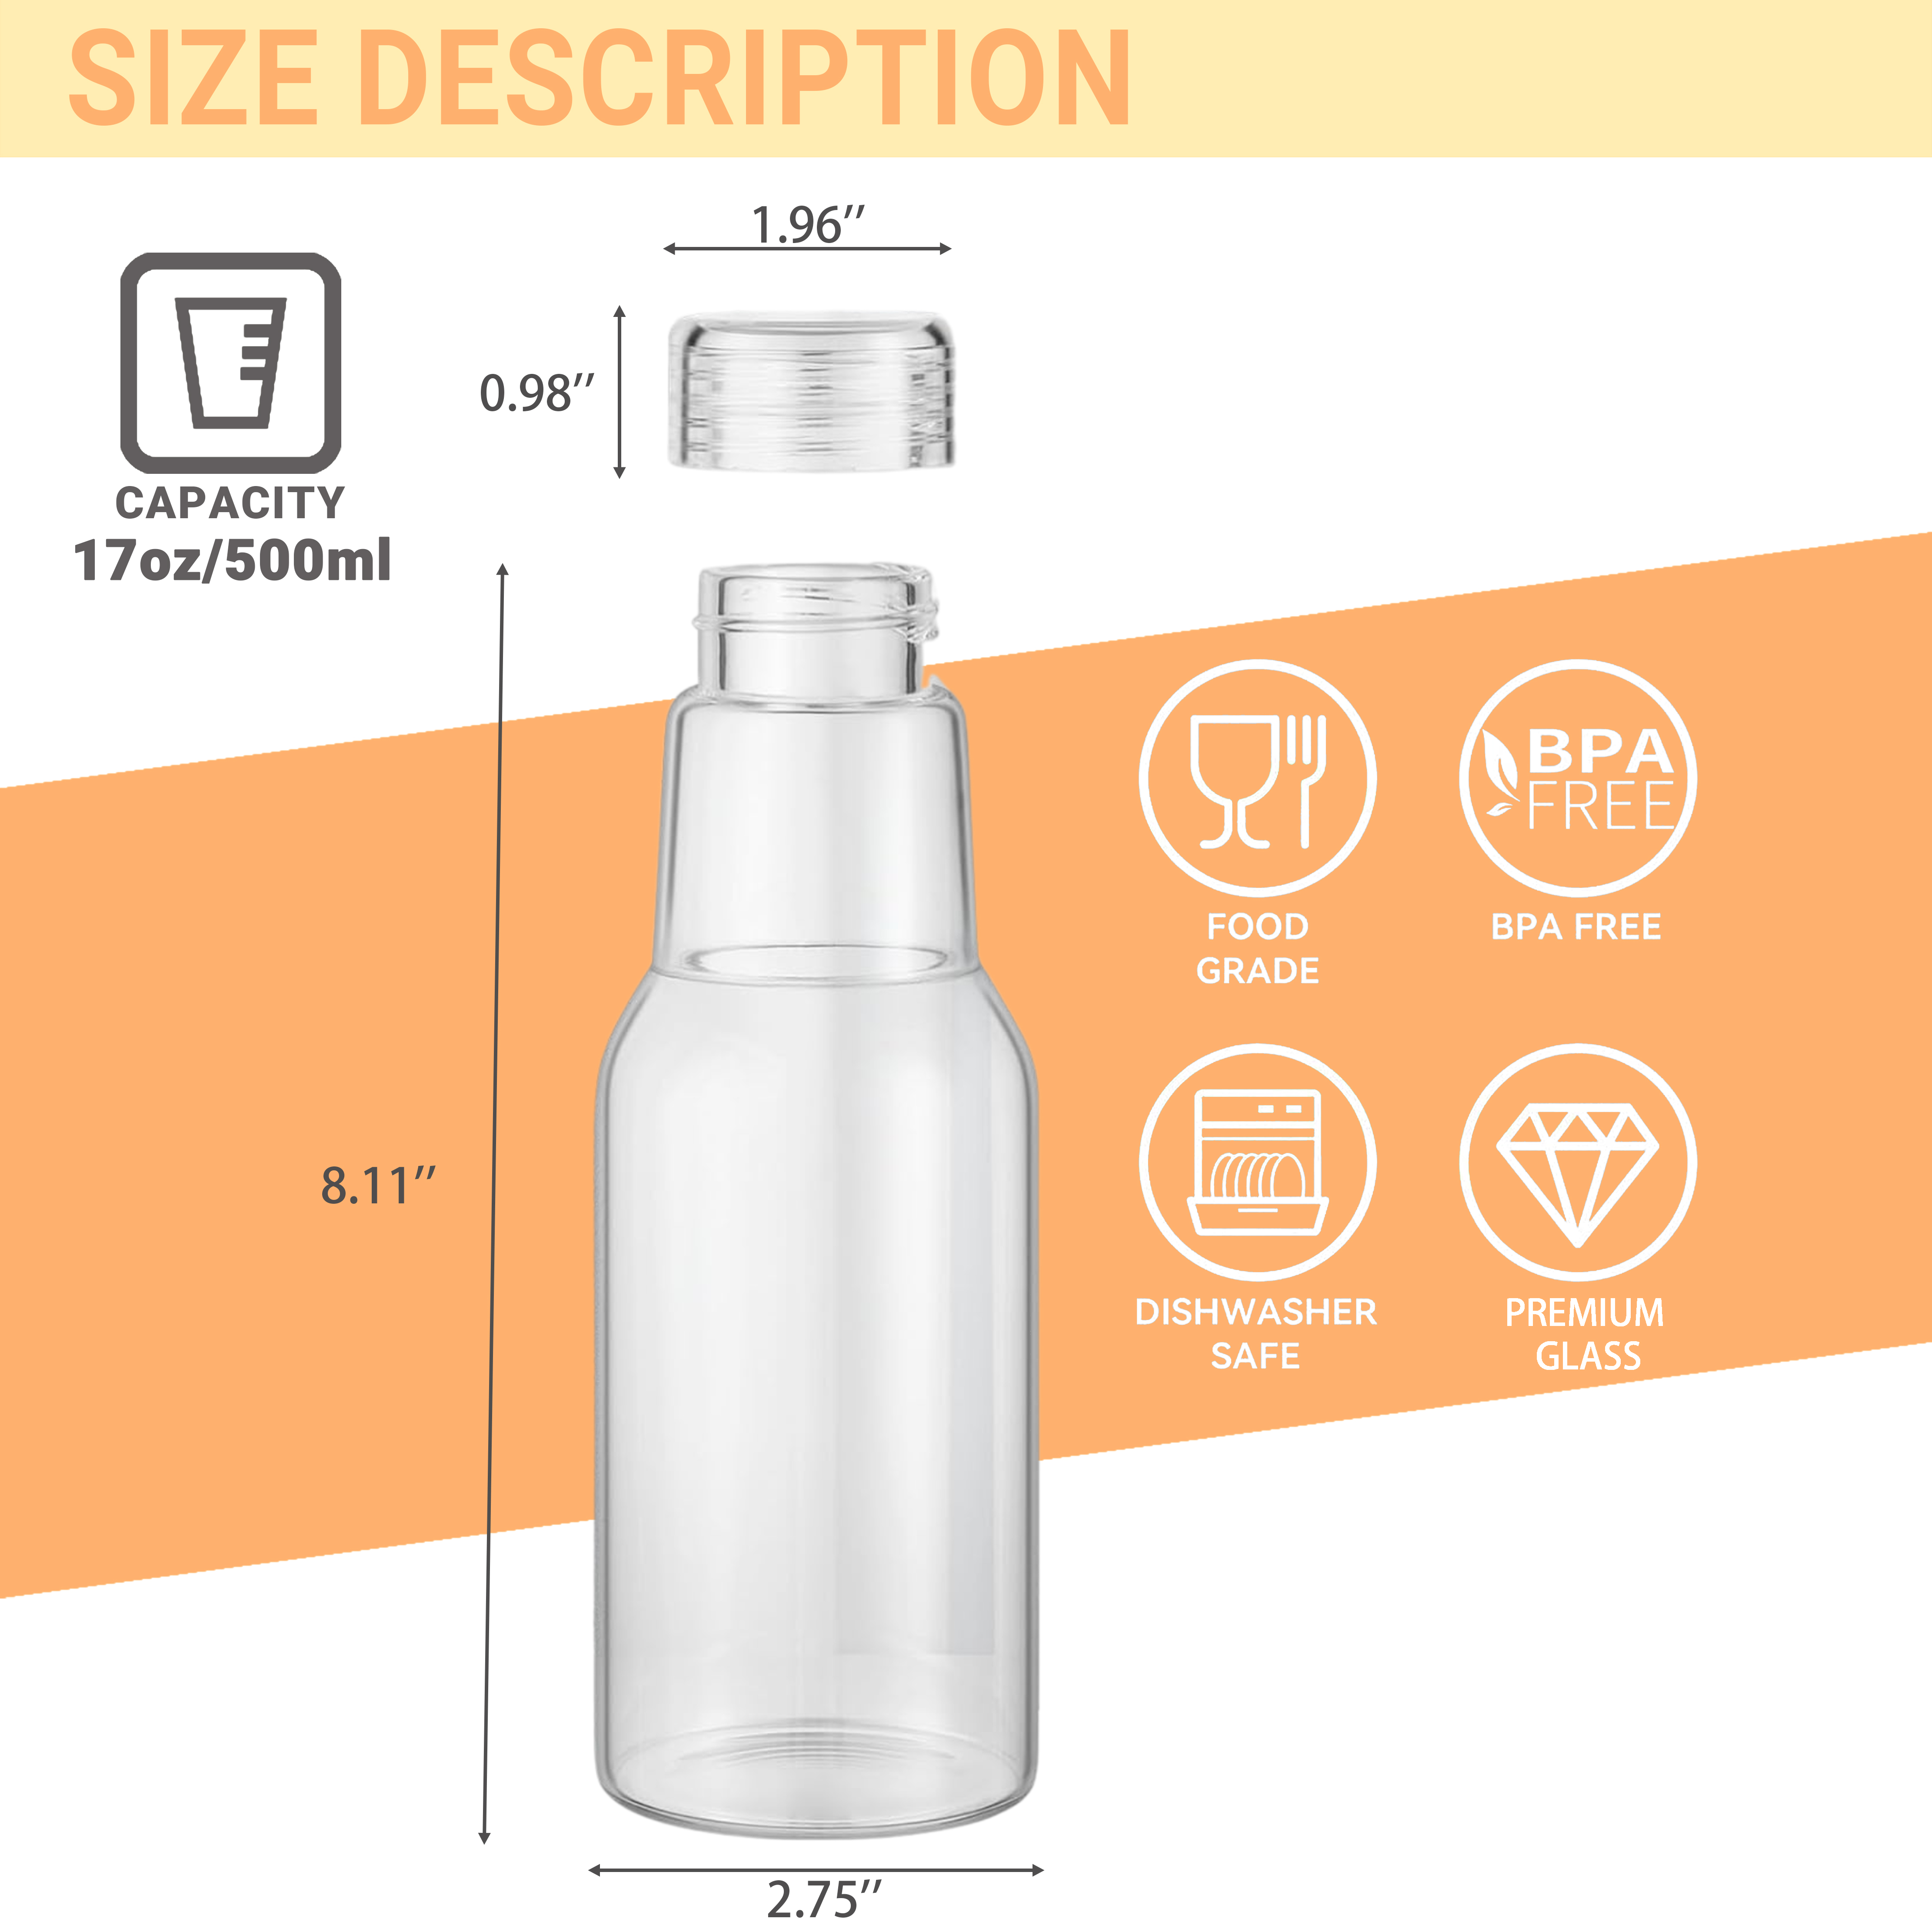 SIZE DESCRIPTION
1.96’’
0.98’’
CAPACITY
17oz/500ml
8.11’’
2.75’’
FOOD
GRADE
BPA
FREE
BPA FREE
DISHWASHER
SAFE
PREMIUM
GLASS